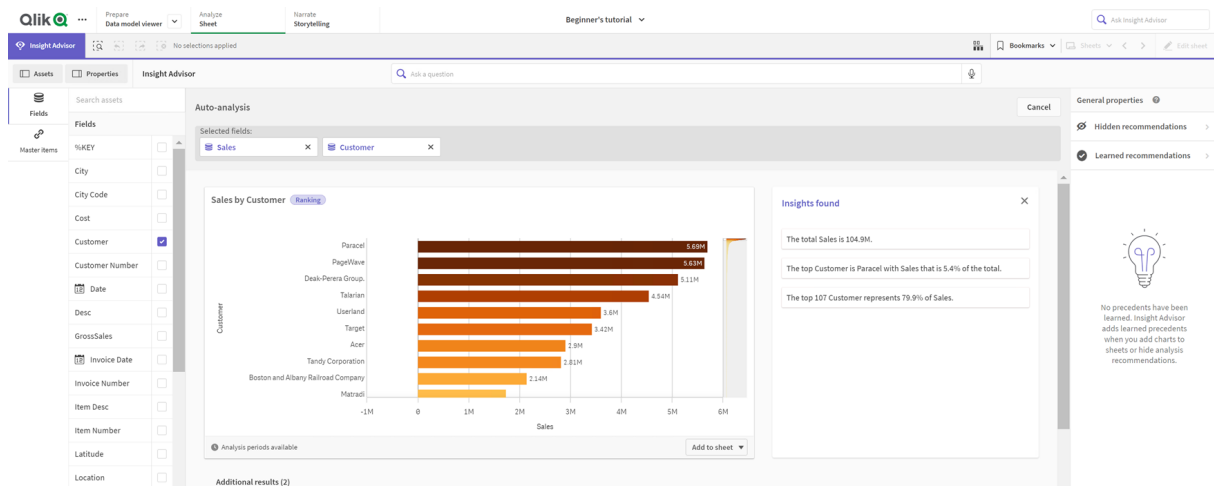 Qlik
Prepare
Data model viewer
Analyze
Sheet
Narrate
Storytelling
Beginner's tutorial
Ask Insight Advisor
Insight Advisor
No selections applied
Bookmarks
Sheets
Edit sheet
Assets
Properties
Insight Advisor
Ask a question
Fields
Master items
Search assets
Fields
%KEY
City
City Code
Cost
Customer
Customer Number
Date
Desc
GrossSales
Invoice Date
Invoice Number
Item Desc
Item Number
Latitude
Location
Auto-analysis
Cancel
Selected fields:
Sales
Customer
Sales by Customer
Ranking
Customer
Paracel
5.69M
PageWave
5.63M
Deak-Perera Group.
5.11M
Talarian
4.54M
Userland
3.6M
Target
3.42M
Acer
2.9M
Tandy Corporation
2.81M
Boston and Albany Railroad Company
2.14M
Matradi
-1M 0 1M 2M 3M 4M 5M 6M
Sales
Analysis periods available
Add to sheet
Additional results (2)
Insights found
The total Sales is 104.9M.
The top Customer is Paracel with Sales that is 5.4% of the total.
The top 107 Customer represents 79.9% of Sales.
General properties
Hidden recommendations
Learned recommendations
No precedents have been
learned. Insight Advisor
adds learned precedents
when you add charts to
sheets or hide analysis
recommendations.